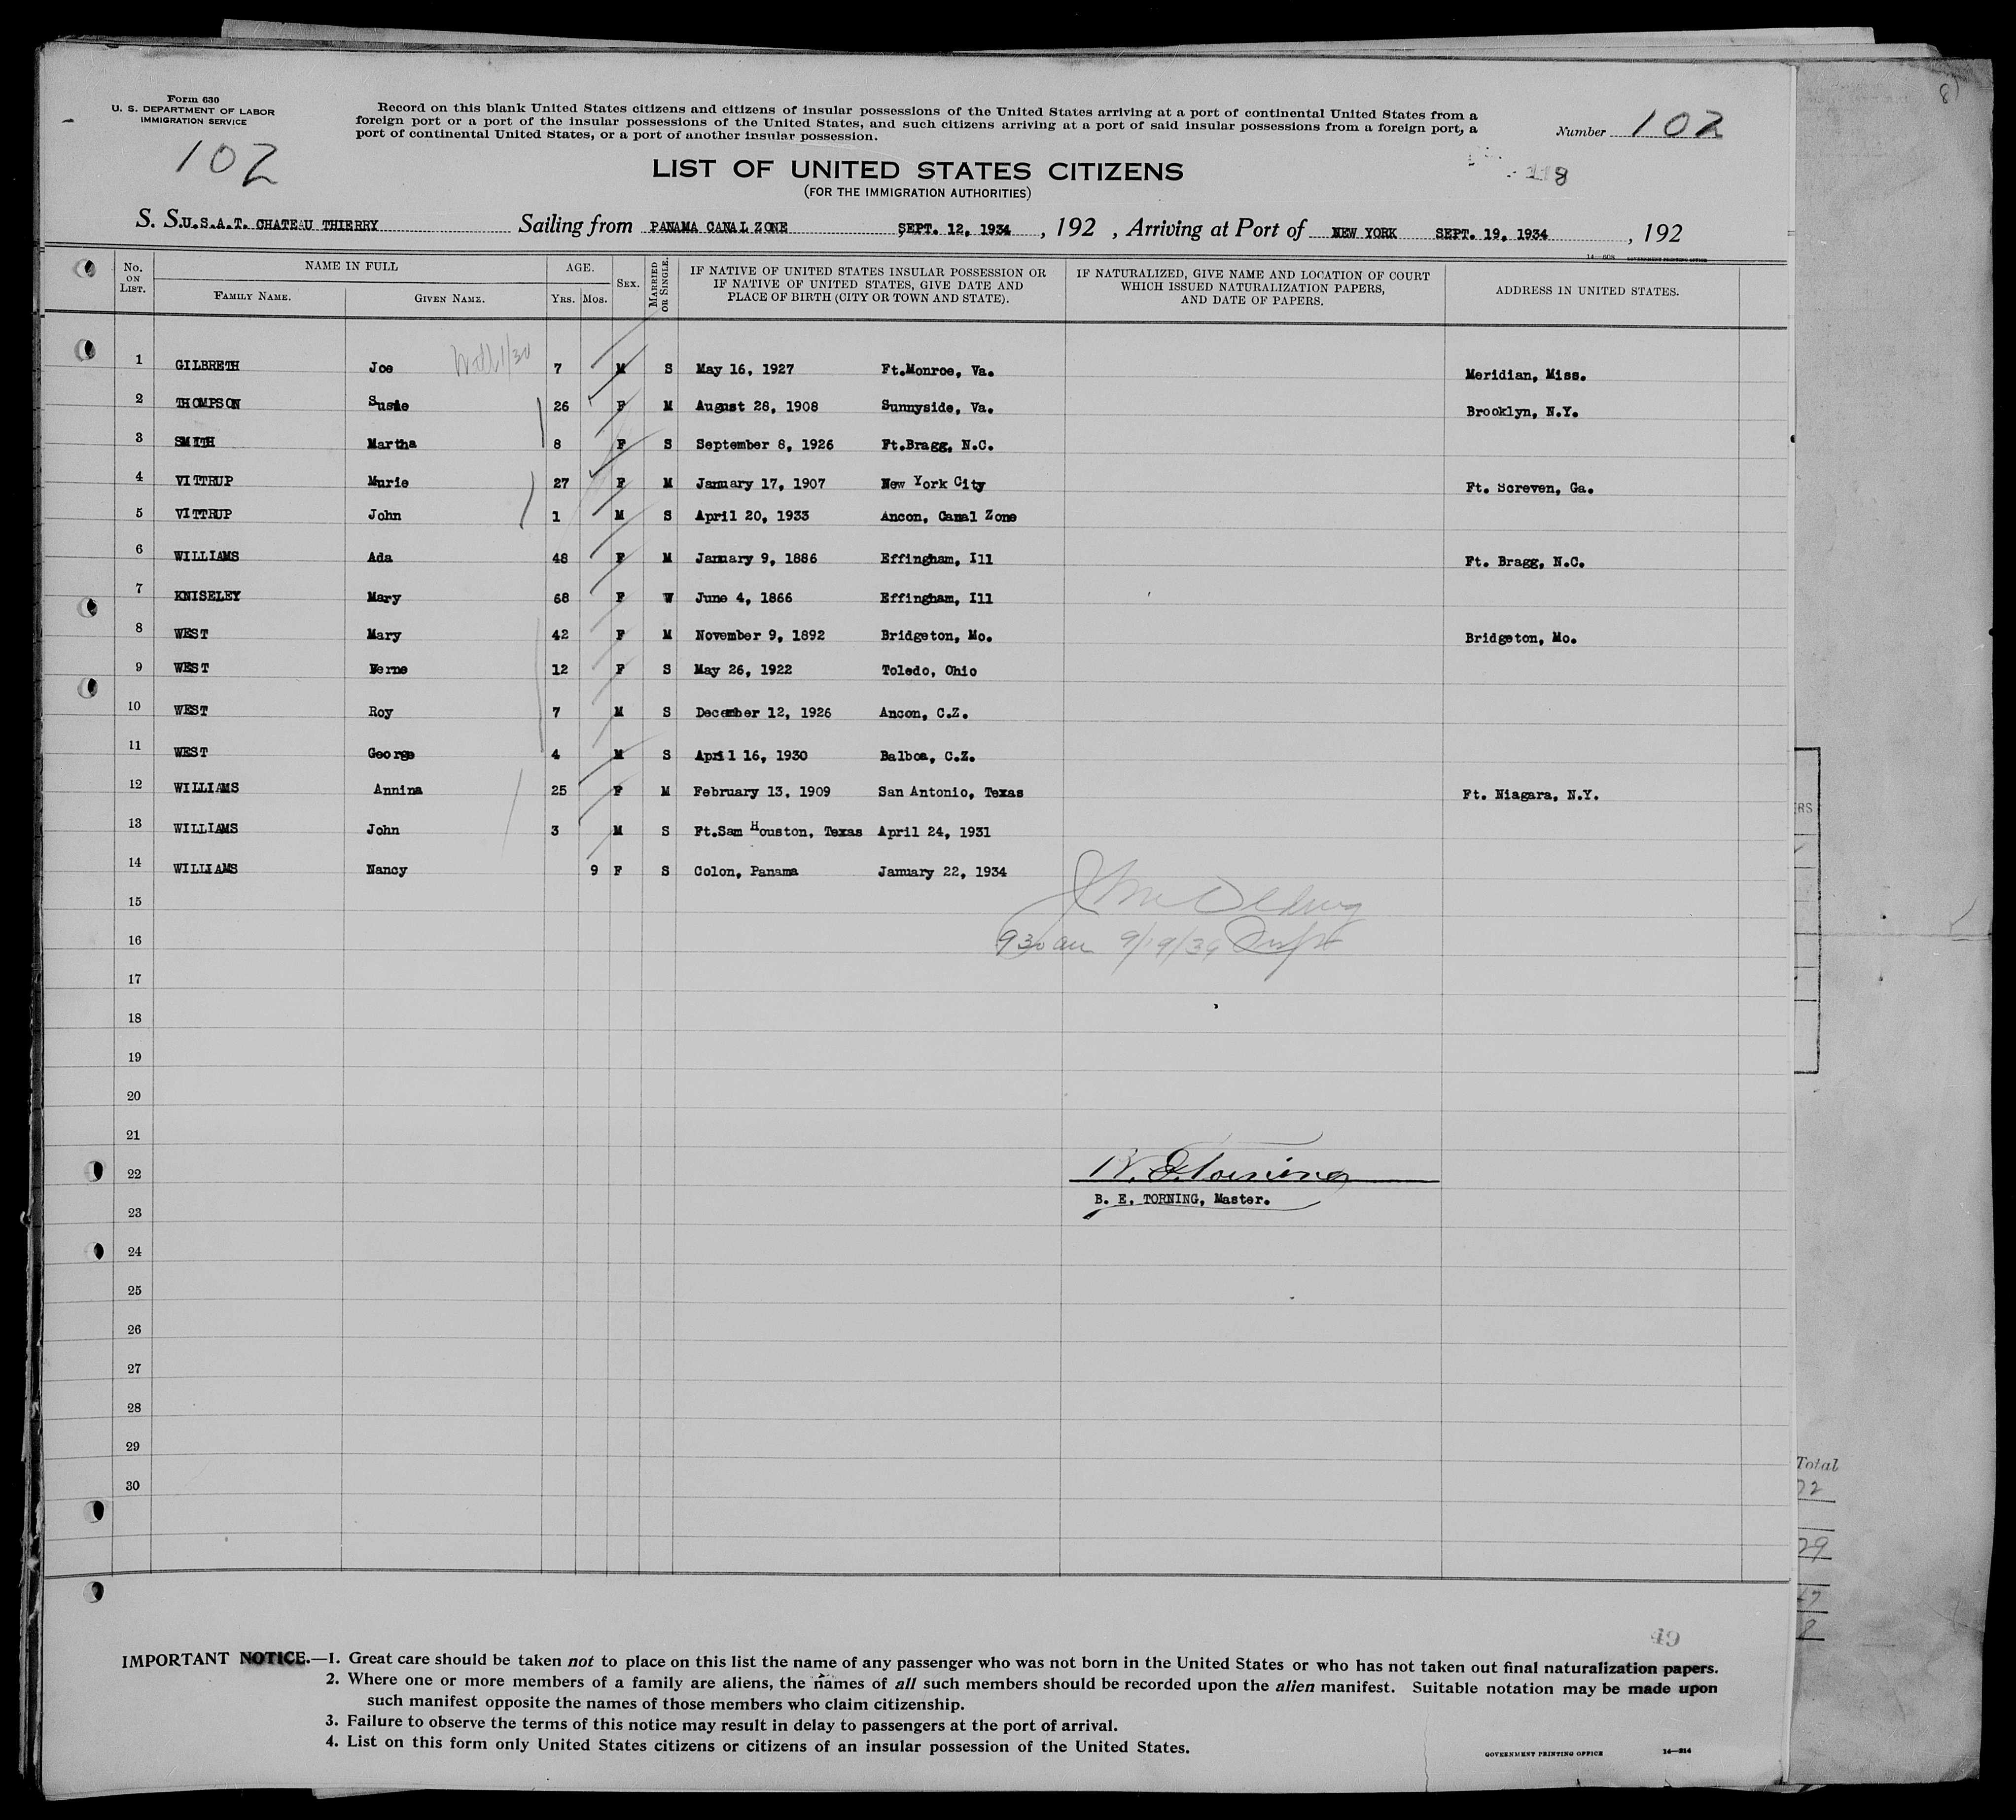 8
Form 630
U. S. DEPARTMENT OF LABOR
IMMIGRATION SERVICE
102
Record on this blank United States citizens and citizens of insular possessions of the United States arriving at a port of continental United States from a
foreign port or a port of the insular possessions of the United States, and such citizens arriving at a port of said insular possessions from a foreign port, a
port of continental United States, or a port of another insular possession.
Number 102
LIST OF UNITED STATES CITIZENS
(FOR THE IMMIGRATION AUTHORITIES)
S. S. U.S.A.T. CHATEAU THIERRY Sailing from PANAMA CANAL ZONE SEPT. 12, 1934, 192 , Arriving at Port of NEW YORK SEPT. 19, 1934, 192
No. ON LIST. NAME IN FULL AGE. SEX. MARRIED OR SINGLE. IF NATIVE OF UNITED STATES INSULAR POSSESSION OR IF NATIVE OF UNITED STATES, GIVE DATE AND PLACE OF BIRTH (CITY OR TOWN AND STATE). IF NATURALIZED, GIVE NAME AND LOCATION OF COURT WHICH ISSUED NATURALIZATION PAPERS, AND DATE OF PAPERS. ADDRESS IN UNITED STATES.
FAMILY NAME. GIVEN NAME. YRS. MOS.
1 GILBRETH Joe 7 M S May 16, 1927 Ft.Monroe, Va. Meridian, Miss.
2 THOMPSON Susie 26 F M August 28, 1908 Sunnyside, Va. Brooklyn, N.Y.
3 SMITH Martha 8 F S September 8, 1926 Ft.Bragg, N.C.
4 VITTRUP Murie 27 F M January 17, 1907 New York City Ft. Screven, Ga.
5 VITTRUP John 1 M S April 20, 1933 Ancon, Canal Zone
6 WILLIAMS Ada 48 F M January 9, 1886 Effingham, Ill Ft. Bragg, N.C.
7 KNISELEY Mary 68 F W June 4, 1866 Effingham, Ill
8 WEST Mary 42 F M November 9, 1892 Bridgeton, Mo. Bridgeton, Mo.
9 WEST Verne 12 F S May 26, 1922 Toledo, Ohio
10 WEST Roy 7 M S December 12, 1926 Ancon, C.Z.
11 WEST George 4 M S April 16, 1930 Balboa, C.Z.
12 WILLIAMS Annina 25 F M February 13, 1909 San Antonio, Texas Ft. Niagara, N.Y.
13 WILLIAMS John 3 M S Ft.Sam Houston, Texas April 24, 1931
14 WILLIAMS Nancy 9 F S Colon, Panama January 22, 1934
15
16 930 am 9/19/34
17
18
19
20
21
22
B. E. TORNING, Master.
23
24
25
26
27
28
29
30
RS
Total
72
29
49
IMPORTANT NOTICE.—1. Great care should be taken not to place on this list the name of any passenger who was not born in the United States or who has not taken out final naturalization papers.
2. Where one or more members of a family are aliens, the names of all such members should be recorded upon the alien manifest. Suitable notation may be made upon
such manifest opposite the names of those members who claim citizenship.
3. Failure to observe the terms of this notice may result in delay to passengers at the port of arrival.
4. List on this form only United States citizens or citizens of an insular possession of the United States.
GOVERNMENT PRINTING OFFICE 14—214